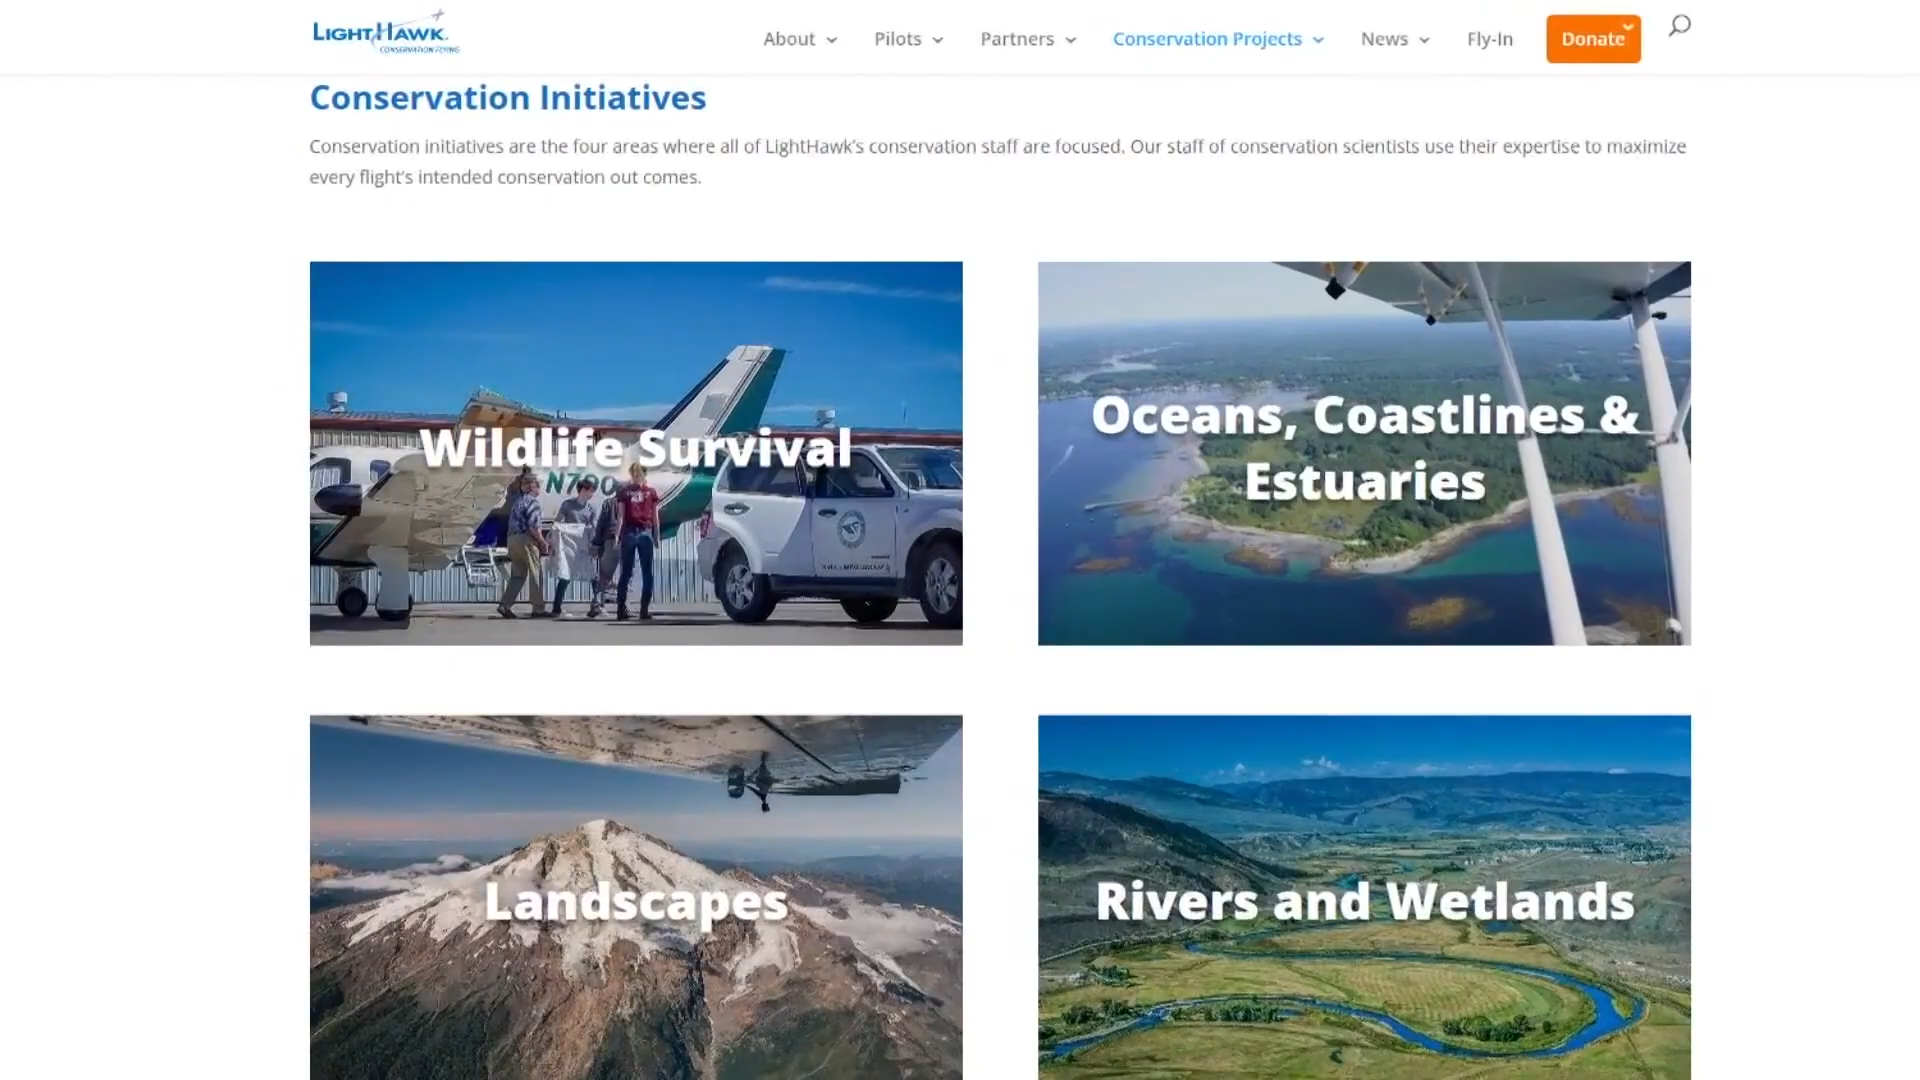 LIGHTHAWK
CONSERVATION FLYING
About
Pilots
Partners
Conservation Projects
News
Fly-In
Donate
Conservation Initiatives
Conservation initiatives are the four areas where all of LightHawk's conservation staff are focused. Our staff of conservation scientists use their expertise to maximize
every flight's intended conservation out comes.
Wildlife Survival
Oceans, Coastlines &
Estuaries
Landscapes
Rivers and Wetlands